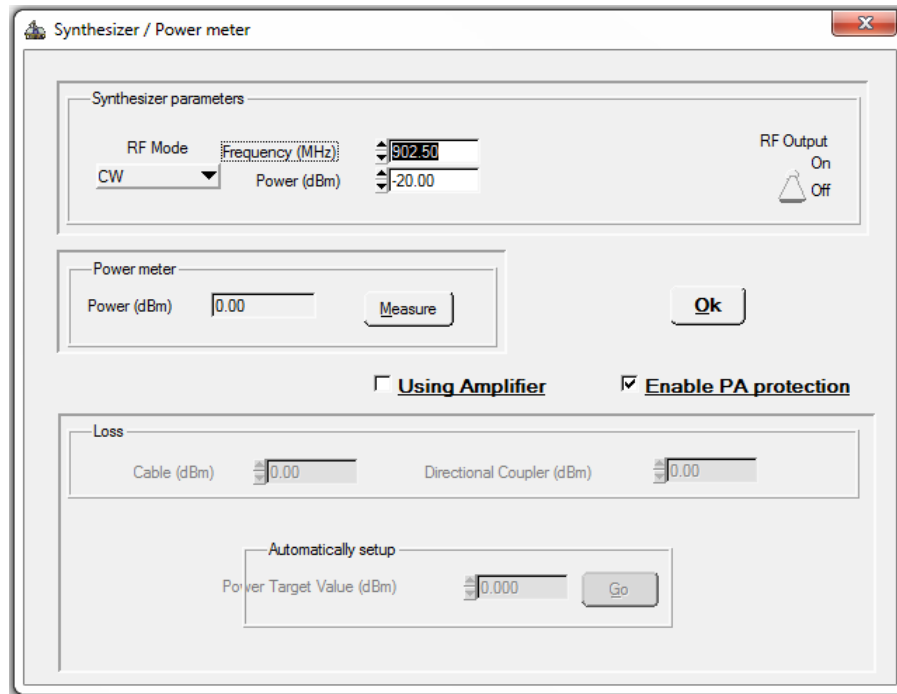 Synthesizer / Power meter
Synthesizer parameters
RF Mode
CW
Frequency (MHz)
902.50
Power (dBm)
-20.00
RF Output
On
Off
Power meter
Power (dBm)
0.00
Measure
Ok
Using Amplifier
Enable PA protection
Loss
Cable (dBm)
0.00
Directional Coupler (dBm)
0.00
Automatically setup
Power Target Value (dBm)
0.000
Go